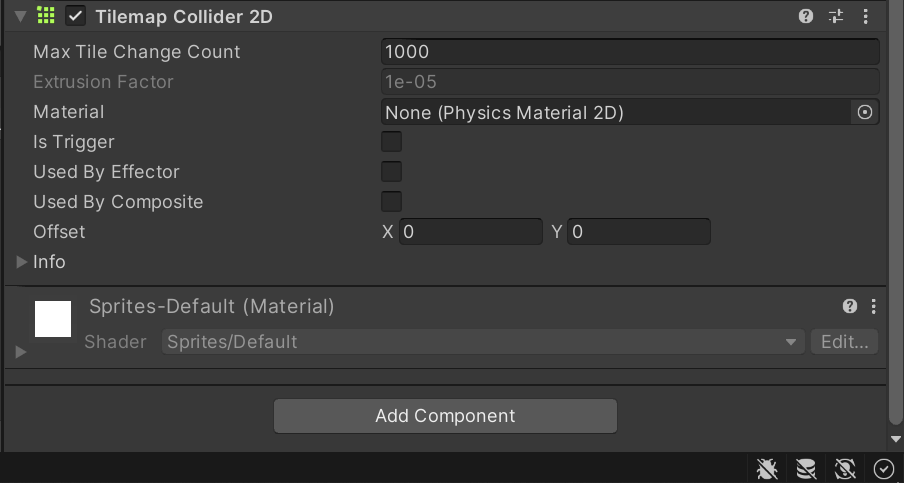 Tilemap Collider 2D
Max Tile Change Count 1000
Extrusion Factor 1e-05
Material None (Physics Material 2D)
Is Trigger
Used By Effector
Used By Composite
Offset X 0 Y 0
Info
Sprites-Default (Material)
Shader Sprites/Default Edit...
Add Component